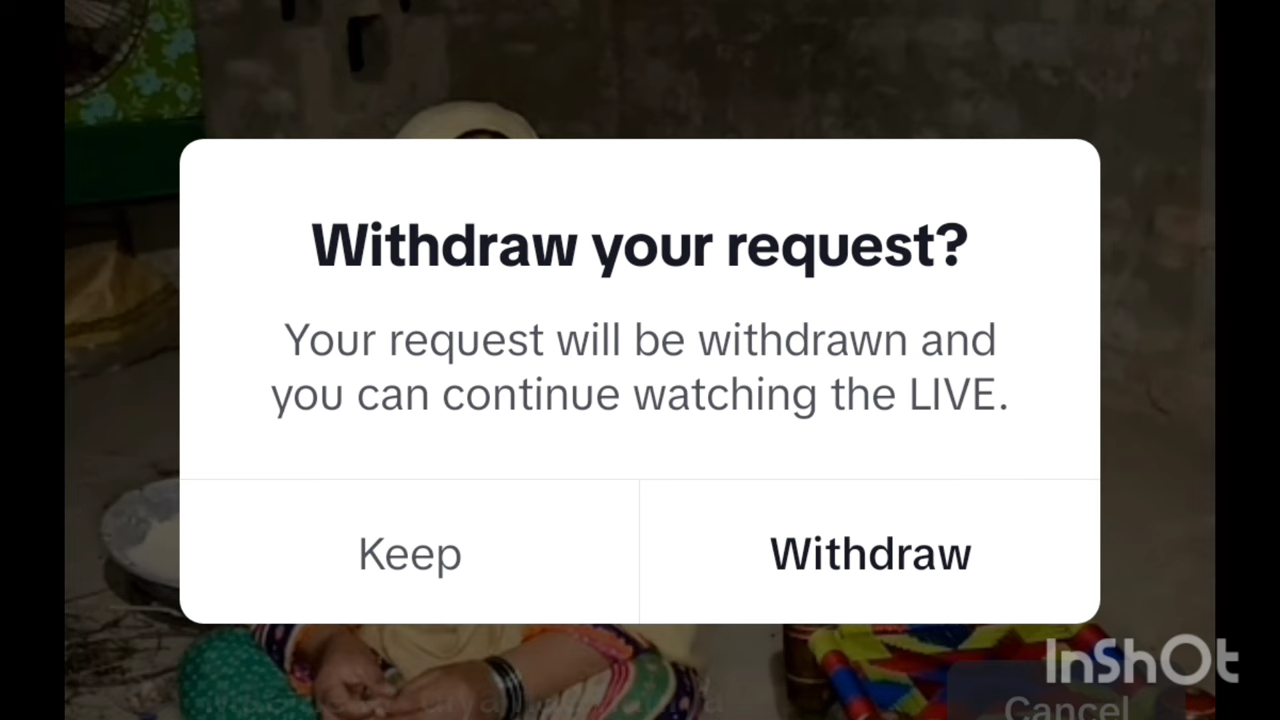 Withdraw your request?
Your request will be withdrawn and
you can continue watching the LIVE.
Keep
Withdraw
InShOt
Cancel